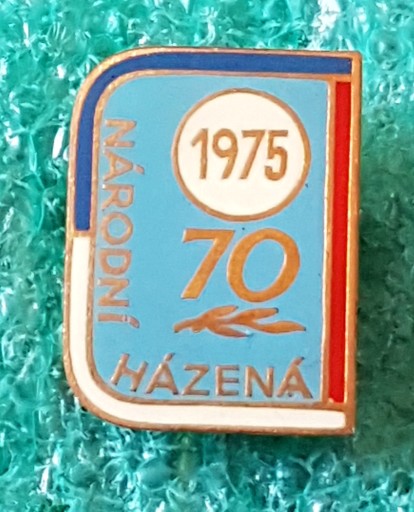 1975
70
NÁRODNÍ
HÁZENÁ